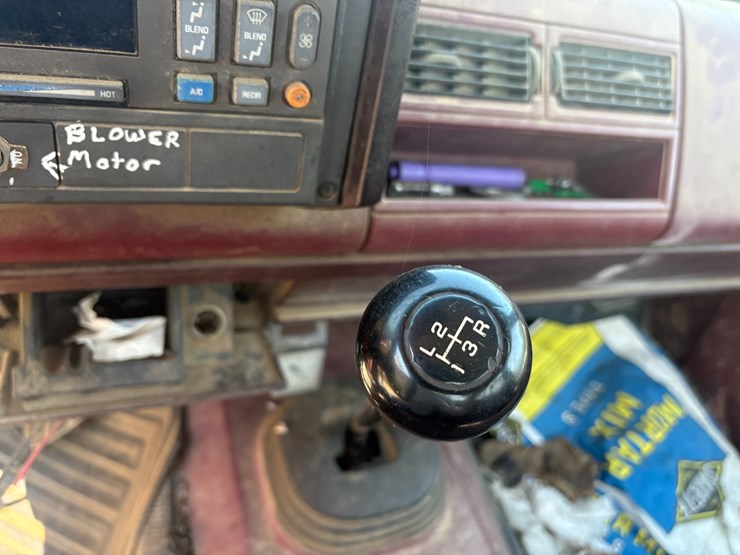 BLEND
BLEND
HOT
A/C
RECIR
BLOWER
Motor
L 2
1 3 R
MORTAR
MIX